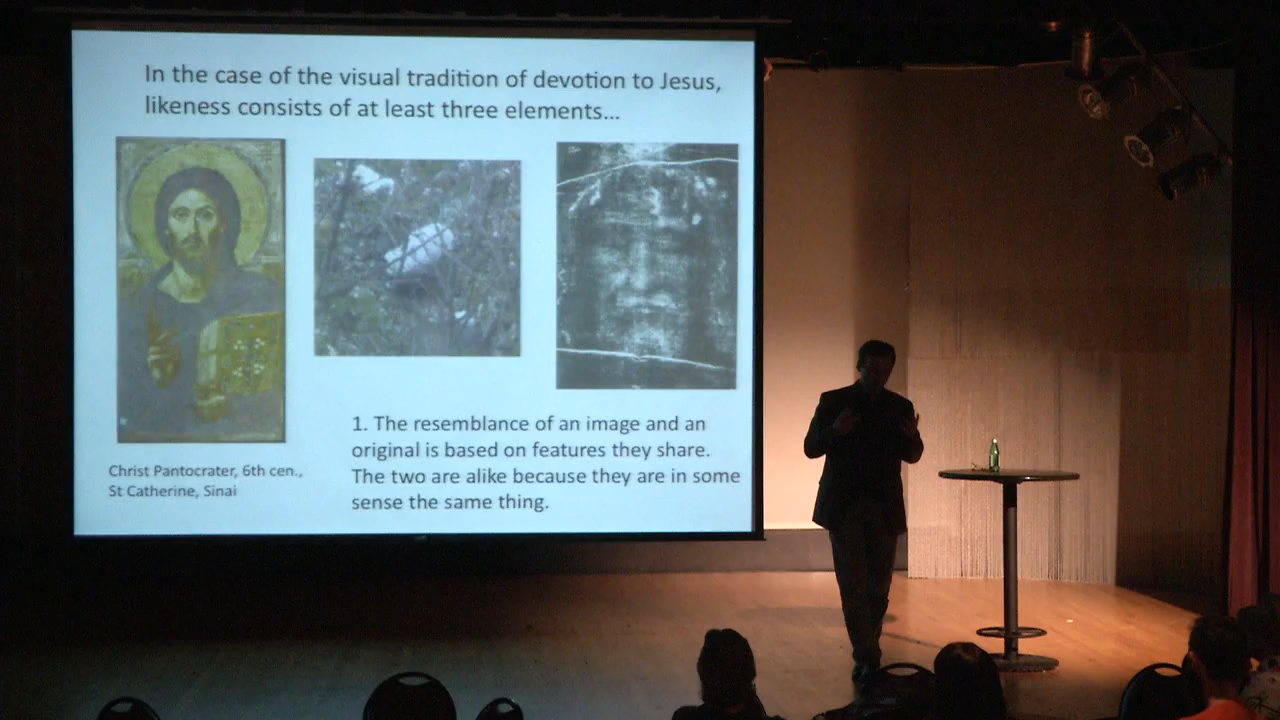 In the case of the visual tradition of devotion to Jesus,
likeness consists of at least three elements...
1. The resemblance of an image and an
original is based on features they share.
The two are alike because they are in some
sense the same thing.
Christ Pantocrater, 6th cen.,
St Catherine, Sinai